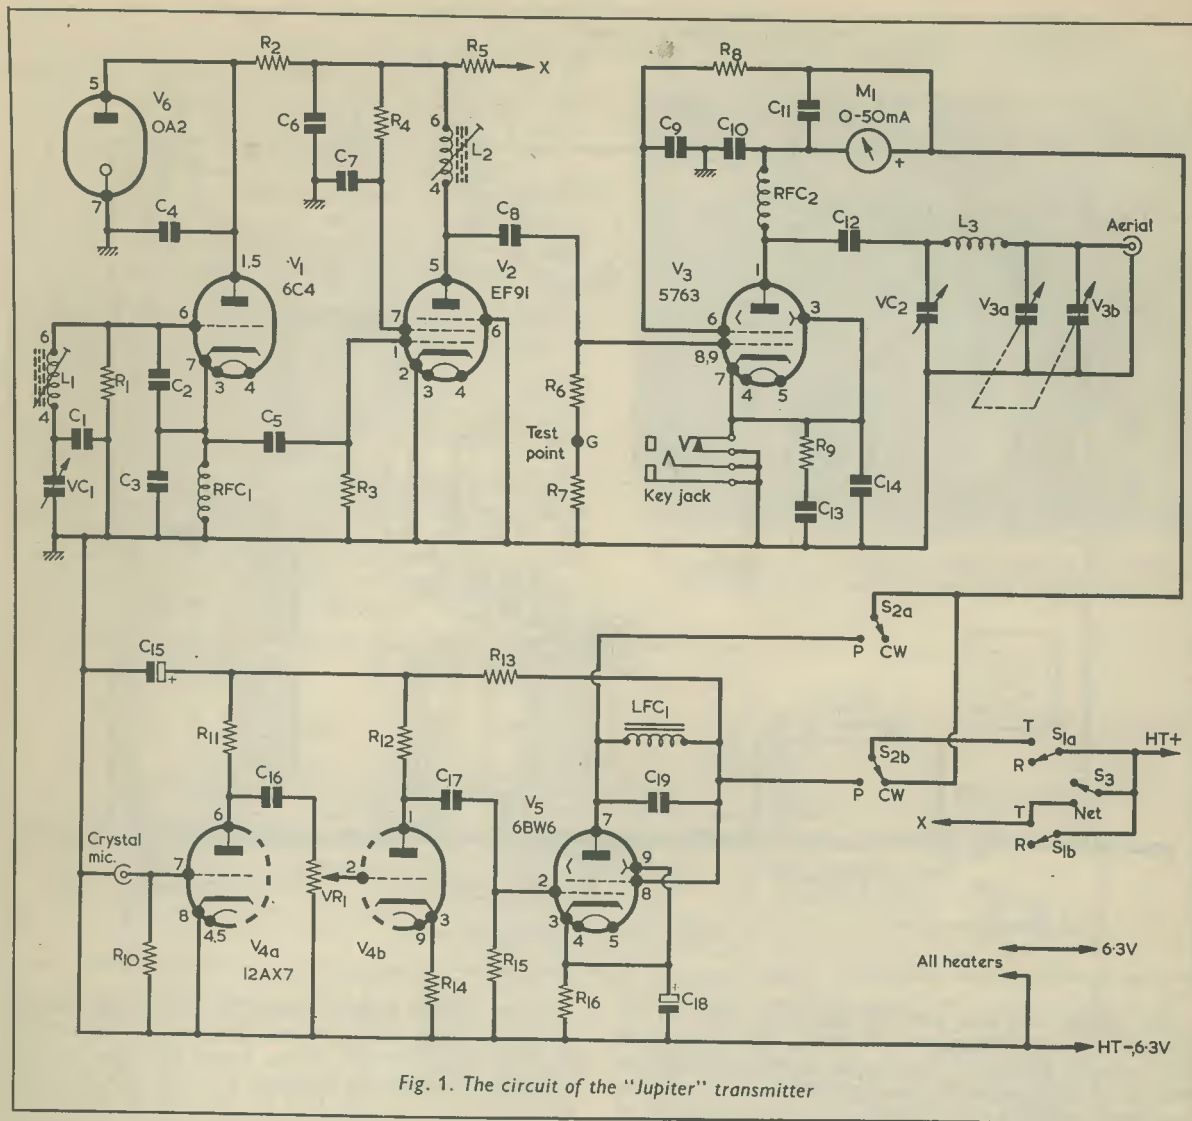 R2
R5
X
5
V6
OA2
7
C4
C6
C7
R4
6
L2
4
C8
R8
C11
M1
0-50mA
+
C9
C10
RFC2
C12
L3
Aerial
1,5
V1
6C4
6
7
3
4
5
V2
EF91
7
1
6
2
3
4
1
V3
5763
6
3
8,9
7
4
5
VC2
V3a
V3b
6
L1
4
R1
C2
C1
VC1
C3
RFC1
C5
R3
R6
Test
point
G
R7
Key jack
R9
C13
C14
C15
+
R11
R12
R13
LFC1
C19
S2a
P
CW
S2b
P
CW
T
R
S1a
HT+
S3
Net
X
T
R
S1b
C16
C17
Crystal
mic.
6
7
8
4,5
V4a
12AX7
R10
VR1
1
2
3
9
V4b
R14
R15
V5
6BW6
7
9
2
8
3
4
5
R16
+
C18
6·3V
All heaters
HT-,6·3V
Fig. 1. The circuit of the "Jupiter" transmitter